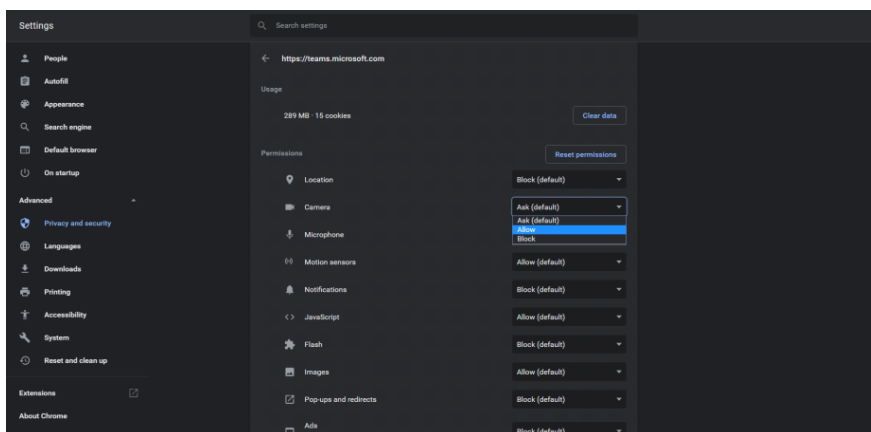 Settings
Search settings
People
Autofill
Appearance
Search engine
Default browser
On startup
Advanced
Privacy and security
Languages
Downloads
Printing
Accessibility
System
Reset and clean up
Extensions
About Chrome
https://teams.microsoft.com
Usage
289 MB · 15 cookies
Clear data
Permissions
Reset permissions
Location
Block (default)
Camera
Ask (default)
Ask (default)
Allow
Block
Microphone
Motion sensors
Allow (default)
Notifications
Block (default)
JavaScript
Allow (default)
Flash
Block (default)
Images
Allow (default)
Pop-ups and redirects
Block (default)
Ads
Block (default)